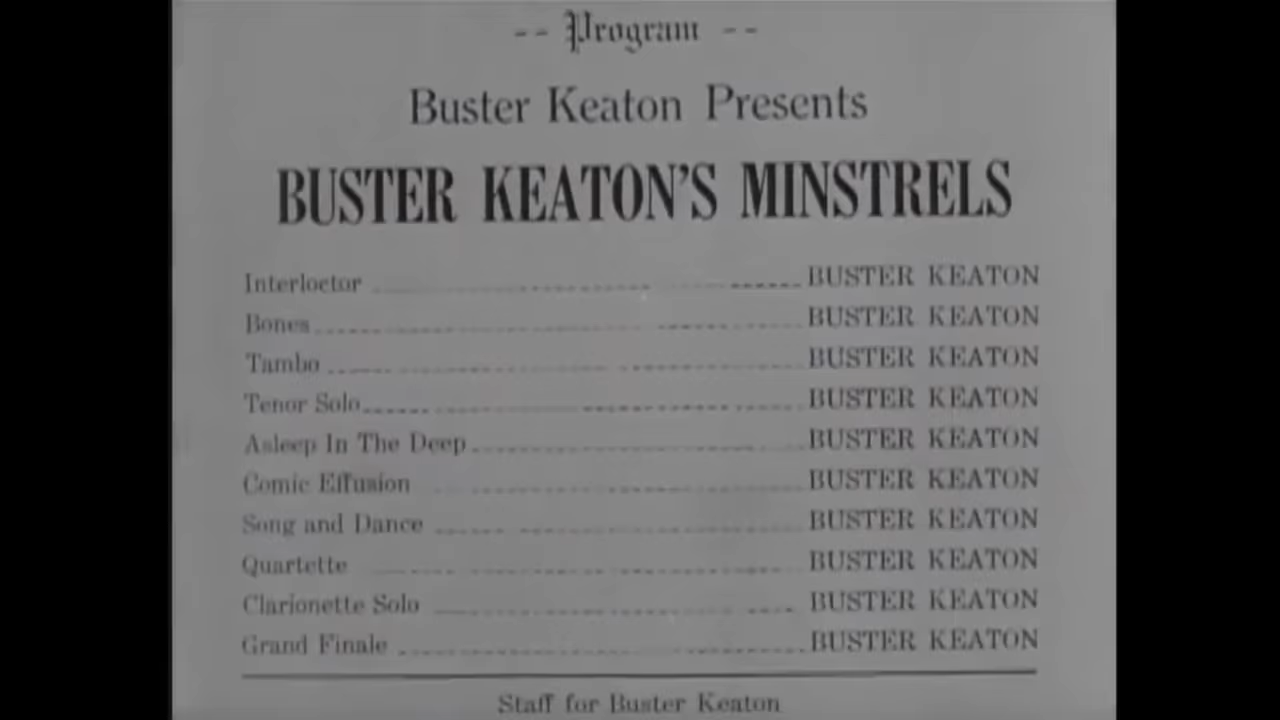 -- Program --
Buster Keaton Presents
BUSTER KEATON'S MINSTRELS
Interloctor BUSTER KEATON
Bones BUSTER KEATON
Tambo BUSTER KEATON
Tenor Solo BUSTER KEATON
Asleep In The Deep BUSTER KEATON
Comic Effusion BUSTER KEATON
Song and Dance BUSTER KEATON
Quartette BUSTER KEATON
Clarionette Solo BUSTER KEATON
Grand Finale BUSTER KEATON
Staff for Buster Keaton